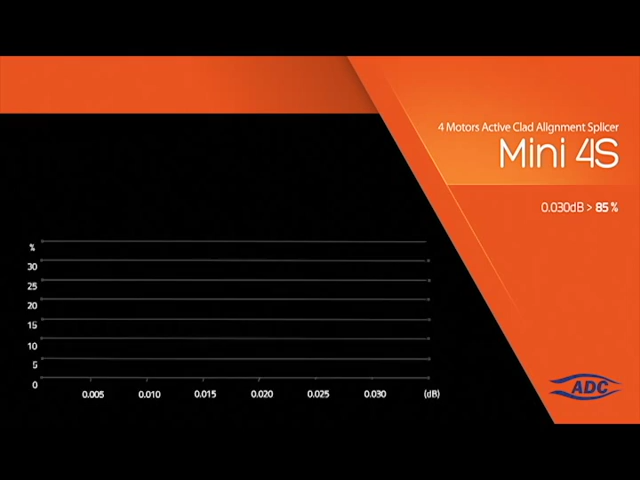 4 Motors Active Clad Alignment Splicer
Mini 4S
0.030dB > 85 %
%
30
25
20
15
10
5
0
0.005 0.010 0.015 0.020 0.025 0.030 (dB)
ADC